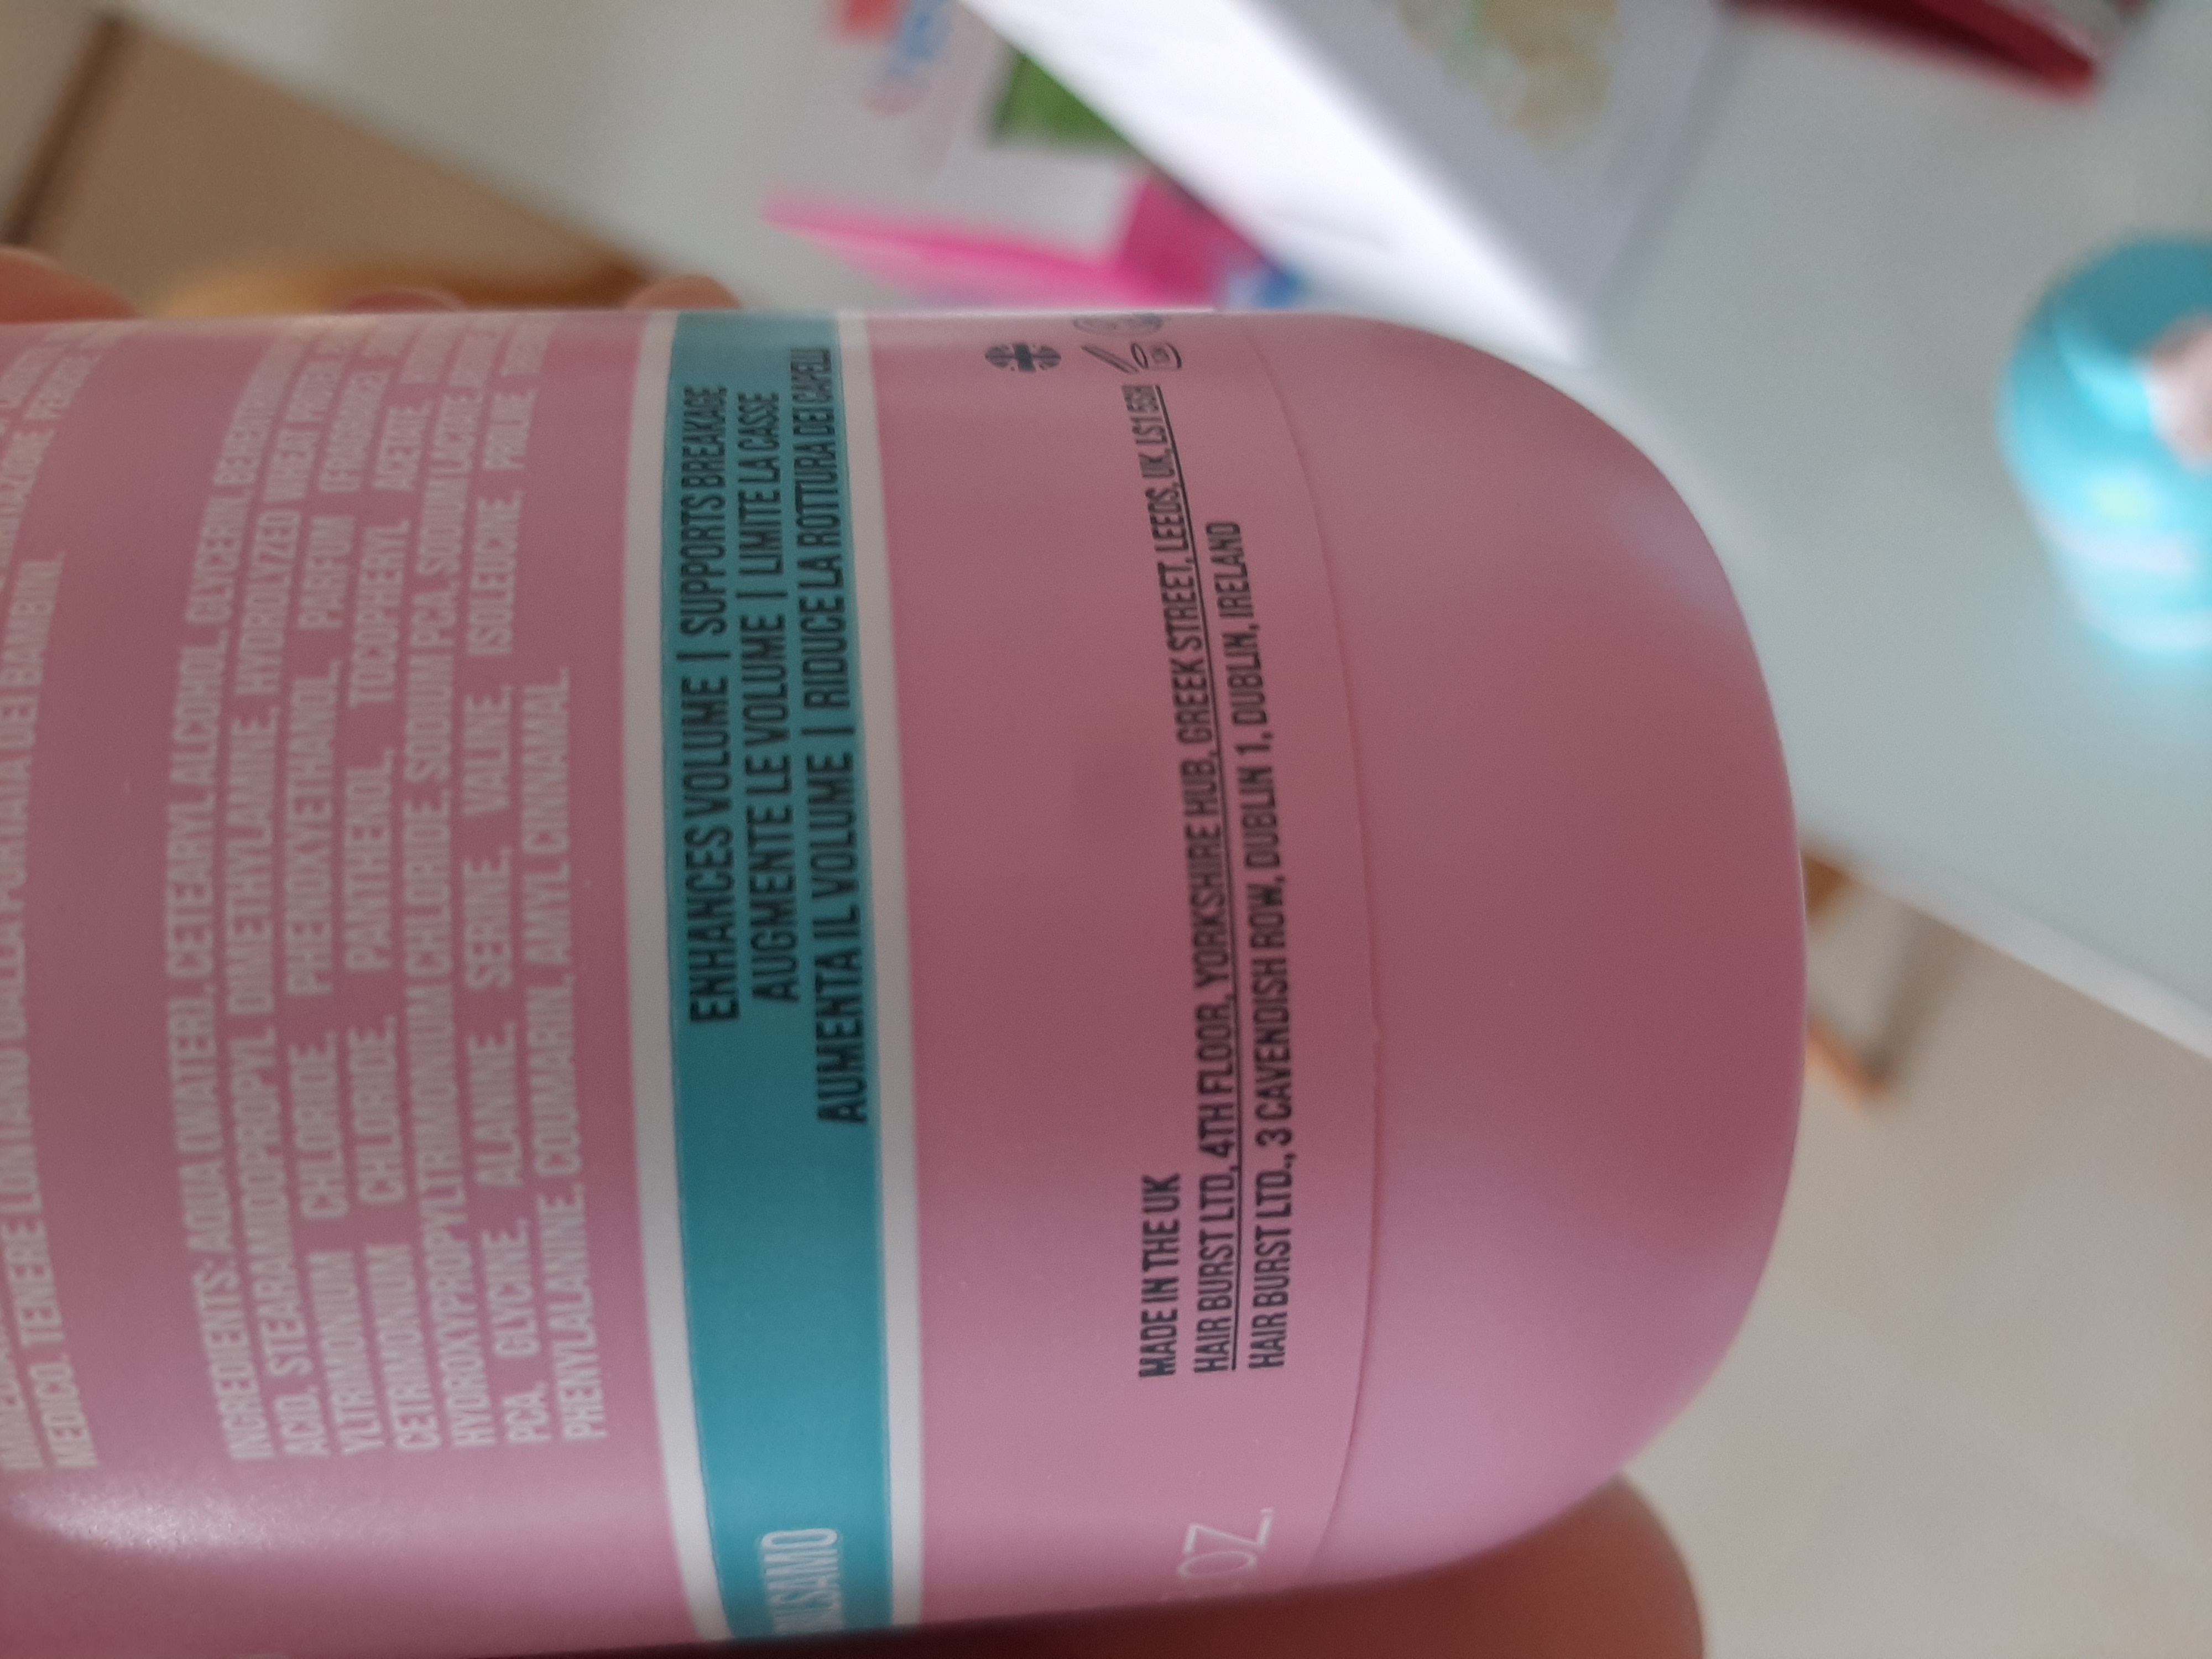 MEDICO. TENERE LONTANO DALLA PORTATA DEI BAMBINI.
INGREDIENTS: AQUA (WATER), CETEARYL ALCOHOL, GLYCERIN,
ACID, STEARAMIDOPROPYL DIMETHYLAMINE, HYDROLYZED WHEAT PROTEIN
YLTRIMONIUM CHLORIDE, PHENOXYETHANOL, PARFUM (FRAGRANCE),
CETRIMONIUM CHLORIDE, PANTHENOL, TOCOPHERYL ACETATE,
HYDROXYPROPYLTRIMONIUM CHLORIDE, SODIUM PCA, SODIUM LACTATE,
PCA, GLYCINE, ALANINE, SERINE, VALINE, ISOLEUCINE, PROLINE,
PHENYLALANINE, COUMARIN, AMYL CINNAMAL.
ENHANCES VOLUME | SUPPORTS BREAKAGE
AUGMENTE LE VOLUME | LIMITE LA CASSE
AUMENTA IL VOLUME | RIDUCE LA ROTTURA DEI CAPELLI
MADE IN THE UK
HAIR BURST LTD, 4TH FLOOR, YORKSHIRE HUB, GREEK STREET, LEEDS, UK, LS1 5SH
HAIR BURST LTD., 3 CAVENDISH ROW, DUBLIN 1, DUBLIN, IRELAND
OZ.